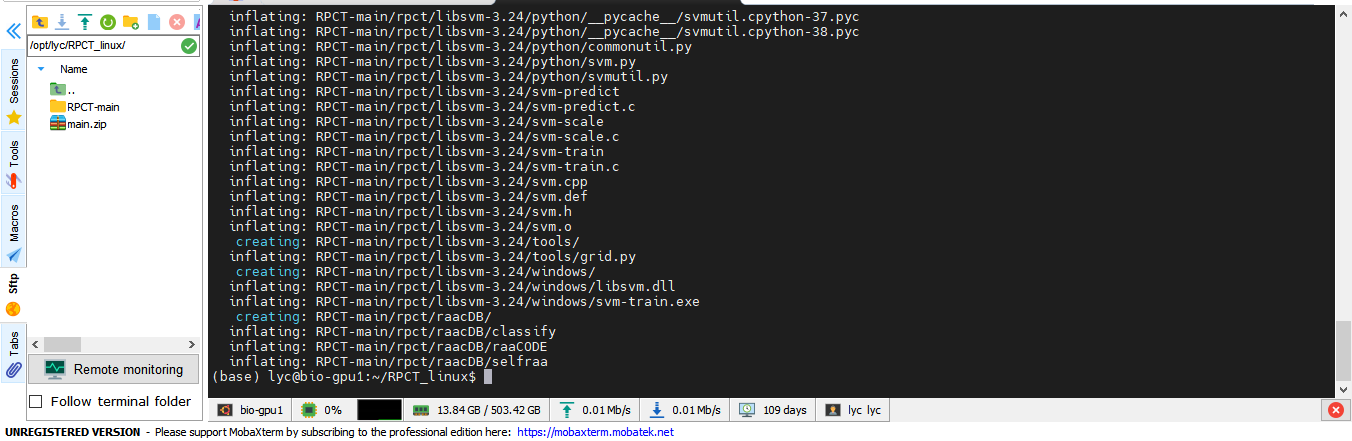 /opt/lyc/RPCT_linux/
Name
..
RPCT-main
main.zip
Sessions
Tools
Macros
Sftp
Tabs
Remote monitoring
Follow terminal folder
inflating: RPCT-main/rpct/libsvm-3.24/python/__pycache__/svmutil.cpython-37.pyc
inflating: RPCT-main/rpct/libsvm-3.24/python/__pycache__/svmutil.cpython-38.pyc
inflating: RPCT-main/rpct/libsvm-3.24/python/commonutil.py
inflating: RPCT-main/rpct/libsvm-3.24/python/svm.py
inflating: RPCT-main/rpct/libsvm-3.24/python/svmutil.py
inflating: RPCT-main/rpct/libsvm-3.24/svm-predict
inflating: RPCT-main/rpct/libsvm-3.24/svm-predict.c
inflating: RPCT-main/rpct/libsvm-3.24/svm-scale
inflating: RPCT-main/rpct/libsvm-3.24/svm-scale.c
inflating: RPCT-main/rpct/libsvm-3.24/svm-train
inflating: RPCT-main/rpct/libsvm-3.24/svm-train.c
inflating: RPCT-main/rpct/libsvm-3.24/svm.cpp
inflating: RPCT-main/rpct/libsvm-3.24/svm.def
inflating: RPCT-main/rpct/libsvm-3.24/svm.h
inflating: RPCT-main/rpct/libsvm-3.24/svm.o
creating: RPCT-main/rpct/libsvm-3.24/tools/
inflating: RPCT-main/rpct/libsvm-3.24/tools/grid.py
creating: RPCT-main/rpct/libsvm-3.24/windows/
inflating: RPCT-main/rpct/libsvm-3.24/windows/libsvm.dll
inflating: RPCT-main/rpct/libsvm-3.24/windows/svm-train.exe
creating: RPCT-main/rpct/raacDB/
inflating: RPCT-main/rpct/raacDB/classify
inflating: RPCT-main/rpct/raacDB/raaCODE
inflating: RPCT-main/rpct/raacDB/selfraa
(base) lyc@bio-gpu1:~/RPCT_linux$
bio-gpu1 0% 13.84 GB / 503.42 GB 0.01 Mb/s 0.01 Mb/s 109 days lyc lyc
UNREGISTERED VERSION - Please support MobaXterm by subscribing to the professional edition here: https://mobaxterm.mobatek.net